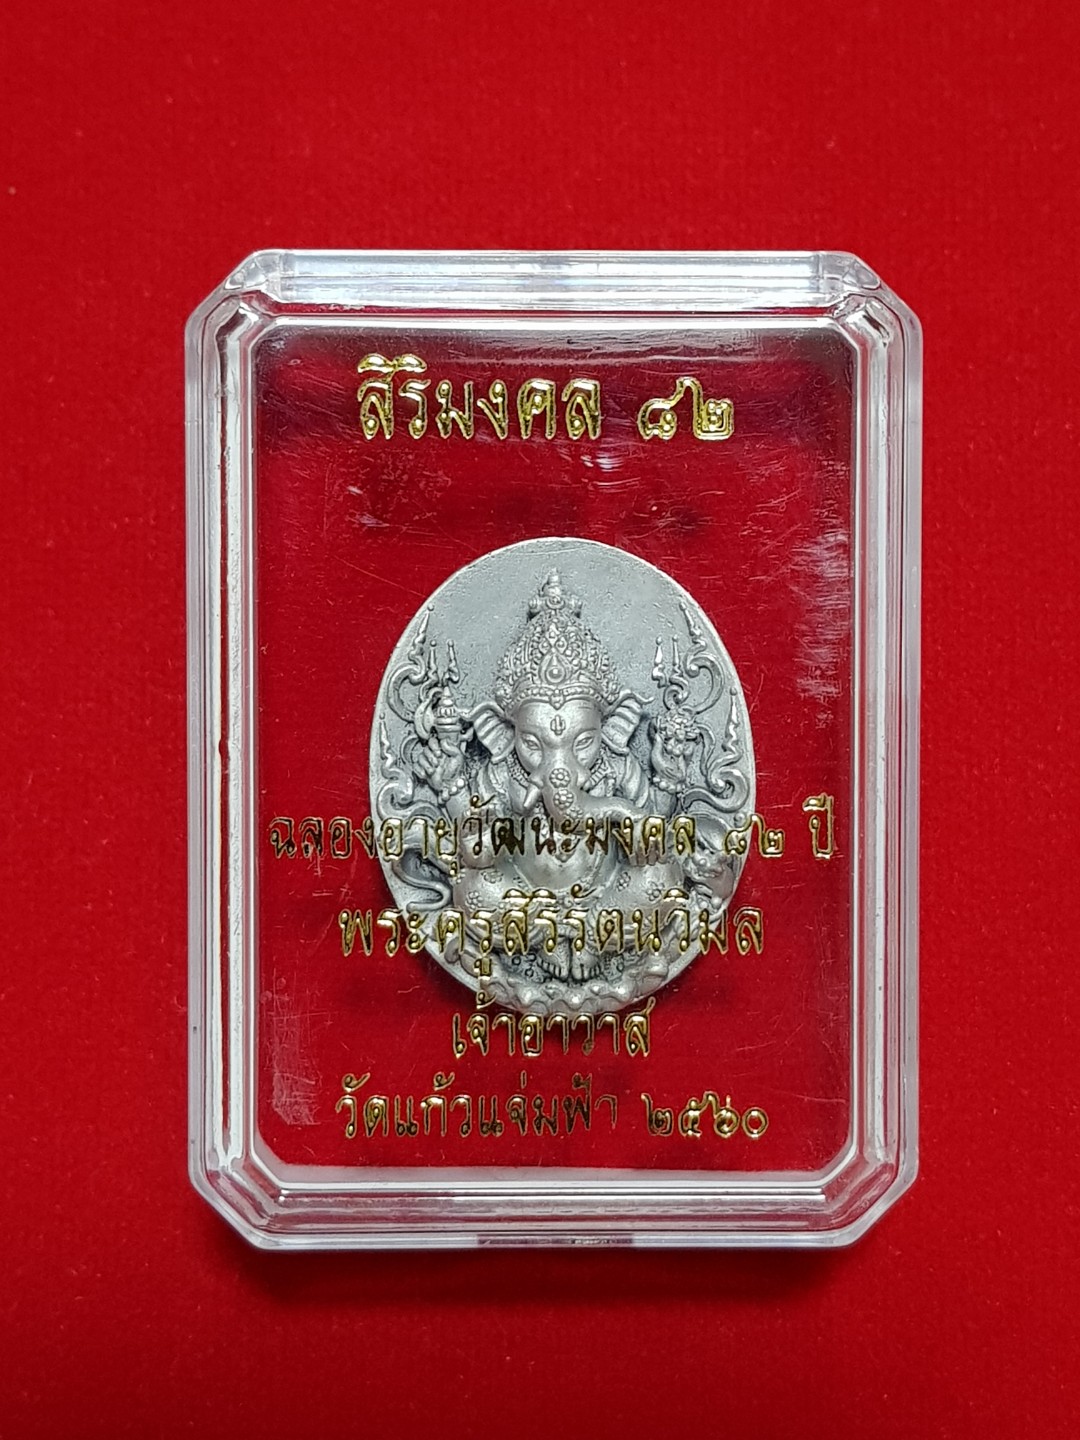 สิริมงคล ๘๒
ฉลองอายุวัฒนะมงคล ๘๒ ปี
พระครูสิริรัตนวิมล
เจ้าอาวาส
วัดแก้วแจ่มฟ้า ๒๕๖๐